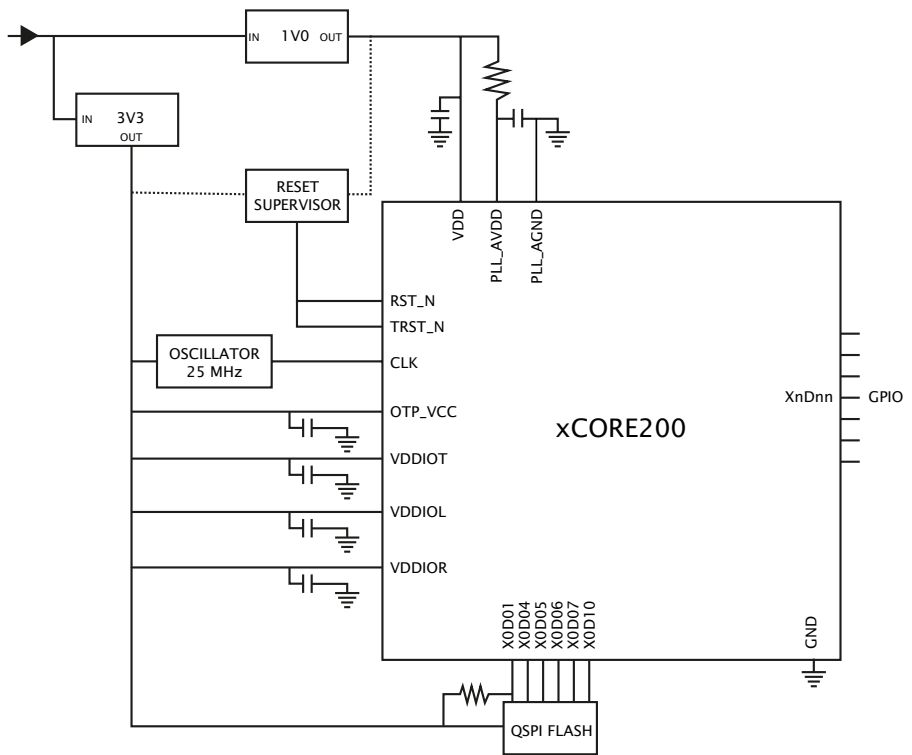 IN 1V0 OUT
IN 3V3
OUT
RESET
SUPERVISOR
VDD
PLL_AVDD
PLL_AGND
RST_N
TRST_N
OSCILLATOR
25 MHz
CLK
OTP_VCC
VDDIOT
VDDIOL
VDDIOR
xCORE200
XnDnn
GPIO
X0D01
X0D04
X0D05
X0D06
X0D07
X0D10
GND
QSPI FLASH